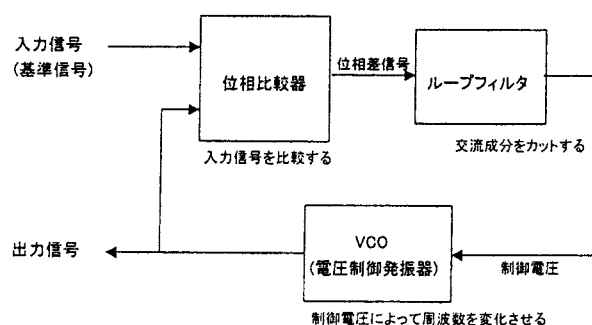 入力信号
(基準信号)
位相比較器
位相差信号
ループフィルタ
入力信号を比較する
交流成分をカットする
出力信号
VCO
(電圧制御発振器)
制御電圧
制御電圧によって周波数を変化させる